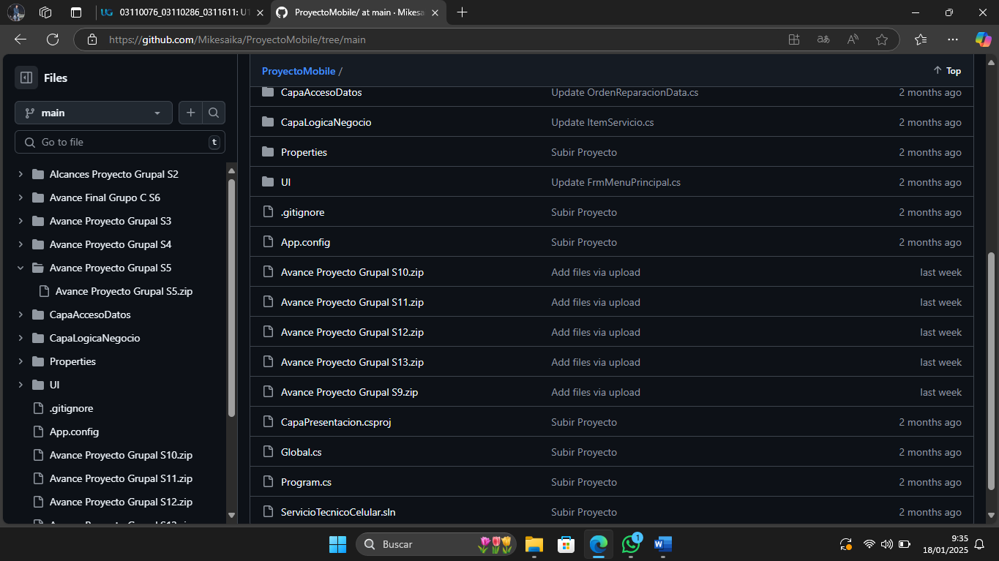 03110076_03110286_0311611: U1
ProyectoMobile/ at main · Mikesa
https://github.com/Mikesaika/ProyectoMobile/tree/main
Files
main
Go to file
t
Alcances Proyecto Grupal S2
Avance Final Grupo C S6
Avance Proyecto Grupal S3
Avance Proyecto Grupal S4
Avance Proyecto Grupal S5
Avance Proyecto Grupal S5.zip
CapaAccesoDatos
CapaLogicaNegocio
Properties
UI
.gitignore
App.config
Avance Proyecto Grupal S10.zip
Avance Proyecto Grupal S11.zip
Avance Proyecto Grupal S12.zip
ProyectoMobile /
Top
CapaAccesoDatos Update OrdenReparacionData.cs 2 months ago
CapaLogicaNegocio Update ItemServicio.cs 2 months ago
Properties Subir Proyecto 2 months ago
UI Update FrmMenuPrincipal.cs 2 months ago
.gitignore Subir Proyecto 2 months ago
App.config Subir Proyecto 2 months ago
Avance Proyecto Grupal S10.zip Add files via upload last week
Avance Proyecto Grupal S11.zip Add files via upload last week
Avance Proyecto Grupal S12.zip Add files via upload last week
Avance Proyecto Grupal S13.zip Add files via upload last week
Avance Proyecto Grupal S9.zip Add files via upload last week
CapaPresentacion.csproj Subir Proyecto 2 months ago
Global.cs Subir Proyecto 2 months ago
Program.cs Subir Proyecto 2 months ago
ServicioTecnicoCelular.sln Subir Proyecto 2 months ago
Buscar
1
9:35
18/01/2025